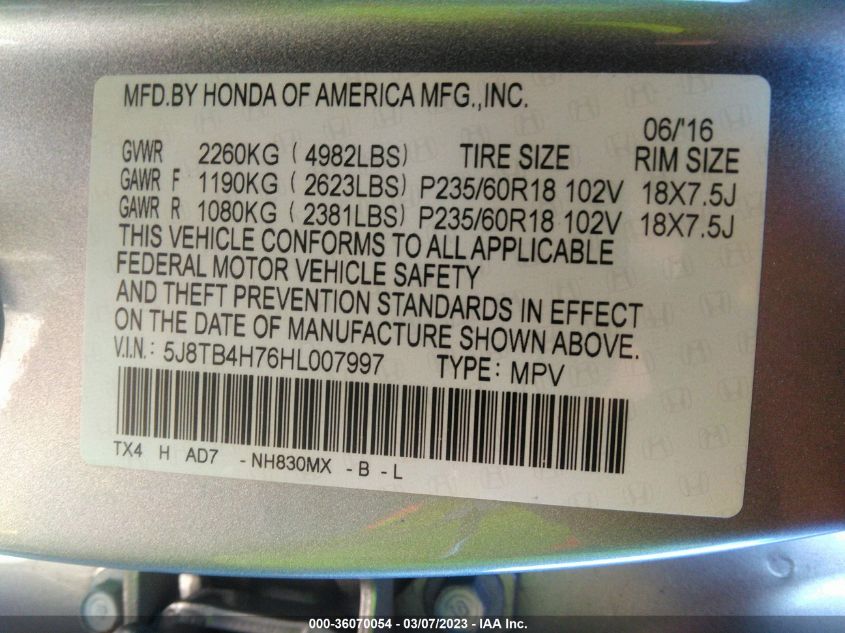 MFD.BY HONDA OF AMERICA MFG.,INC.
06/'16
GVWR 2260KG ( 4982LBS) TIRE SIZE RIM SIZE
GAWR F 1190KG ( 2623LBS) P235/60R18 102V 18X7.5J
GAWR R 1080KG ( 2381LBS) P235/60R18 102V 18X7.5J
THIS VEHICLE CONFORMS TO ALL APPLICABLE
FEDERAL MOTOR VEHICLE SAFETY
AND THEFT PREVENTION STANDARDS IN EFFECT
ON THE DATE OF MANUFACTURE SHOWN ABOVE.
V.I.N.: 5J8TB4H76HL007997 TYPE: MPV
TX4 H AD7 -NH830MX -B -L
000-36070054 - 03/07/2023 - IAA Inc.